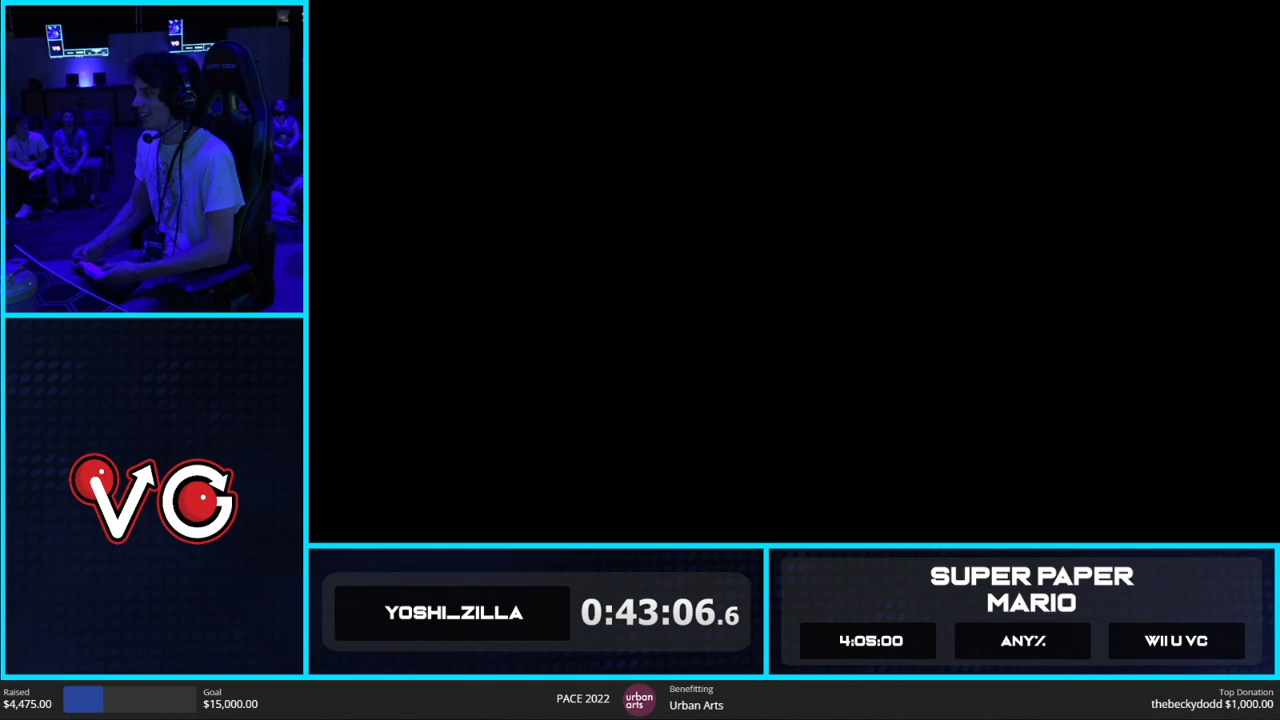 VG
YOSHI_ZILLA
0:43:06.6
SUPER PAPER
MARIO
4:05:00
ANY%
WII U VC
Raised
$4,475.00
Goal
$15,000.00
PACE 2022
urban
arts
Benefitting
Urban Arts
Top Donation
thebeckydodd $1,000.00